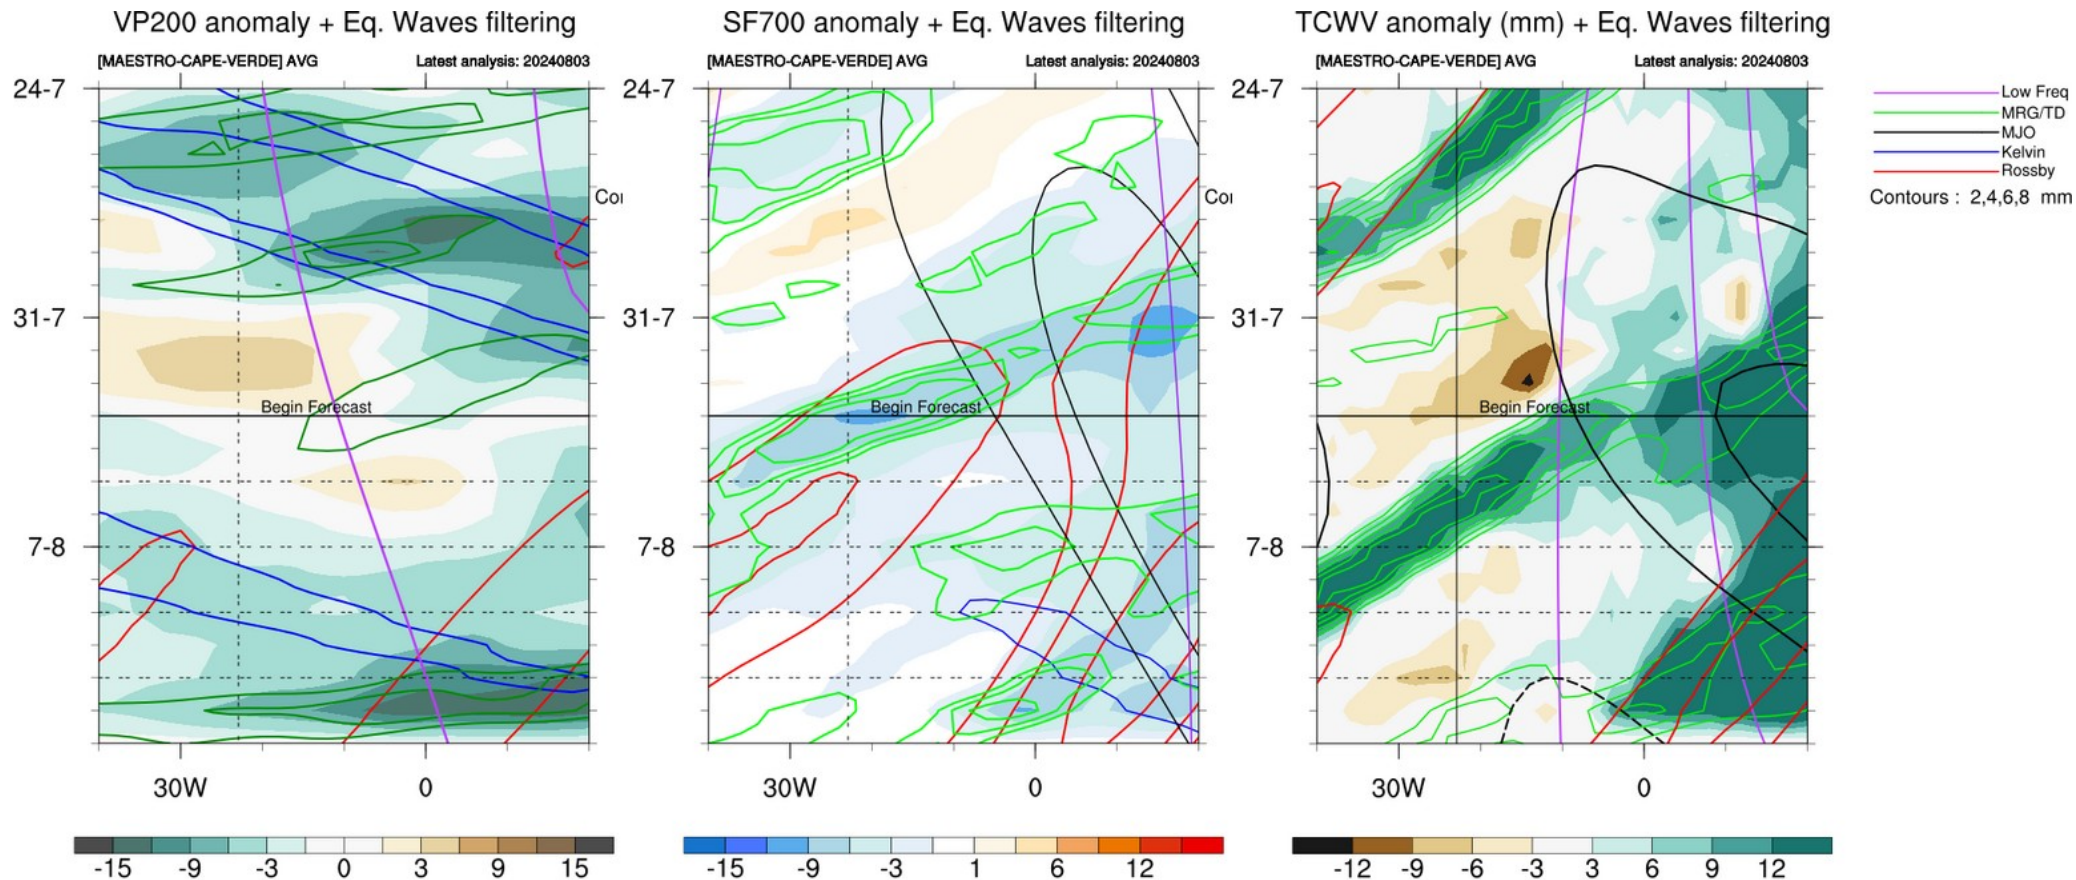 VP200 anomaly + Eq. Waves filtering
[MAESTRO-CAPE-VERDE] AVG
Latest analysis: 20240803
24-7
31-7
7-8
Begin Forecast
Cor
30W
0
-15
-9
-3
0
3
9
15
SF700 anomaly + Eq. Waves filtering
[MAESTRO-CAPE-VERDE] AVG
Latest analysis: 20240803
24-7
31-7
7-8
Begin Forecast
Cor
30W
0
-15
-9
-3
1
6
12
TCWV anomaly (mm) + Eq. Waves filtering
[MAESTRO-CAPE-VERDE] AVG
Latest analysis: 20240803
24-7
31-7
7-8
Begin Forecast
30W
0
-12
-9
-6
-3
3
6
9
12
Low Freq
MRG/TD
MJO
Kelvin
Rossby
Contours : 2,4,6,8 mm